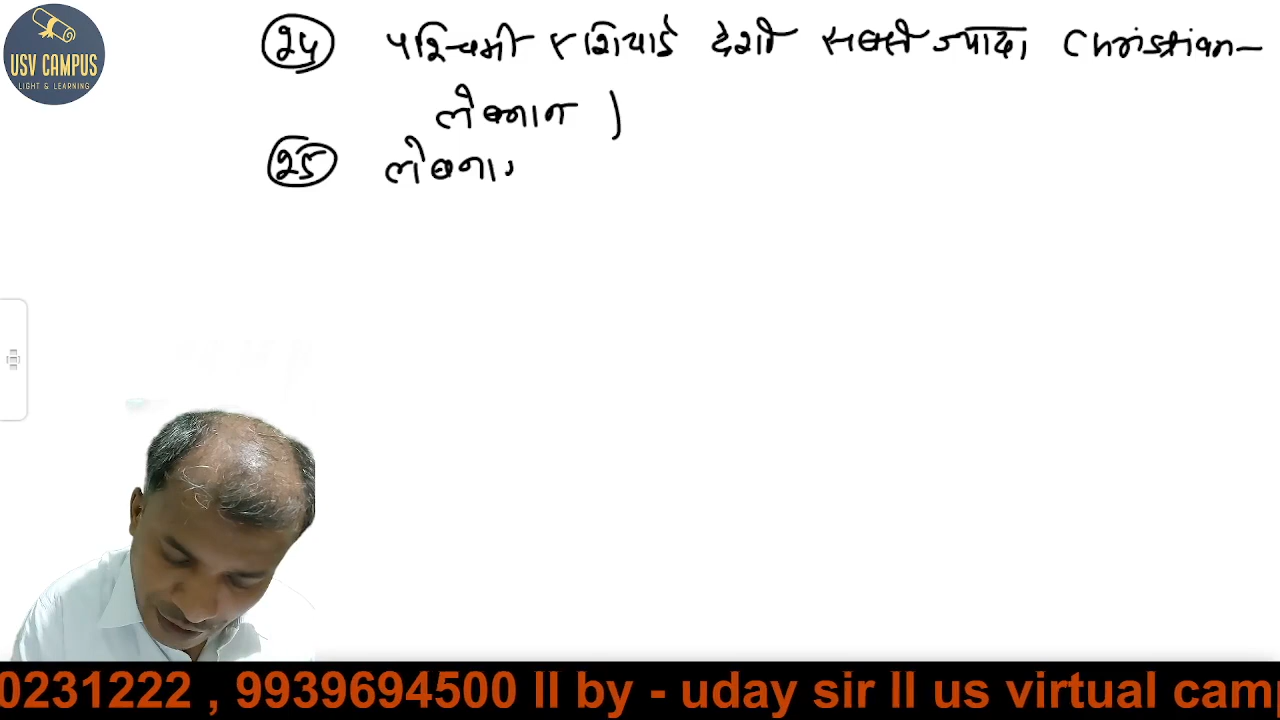 USV CAMPUS
LIGHT & LEARNING
24 पश्चिमी एशियाई देशो सबसे ज्यादा Christian-
लेबनान )
25 लेबना
0231222 , 9939694500 ll by - uday sir ll us virtual camp